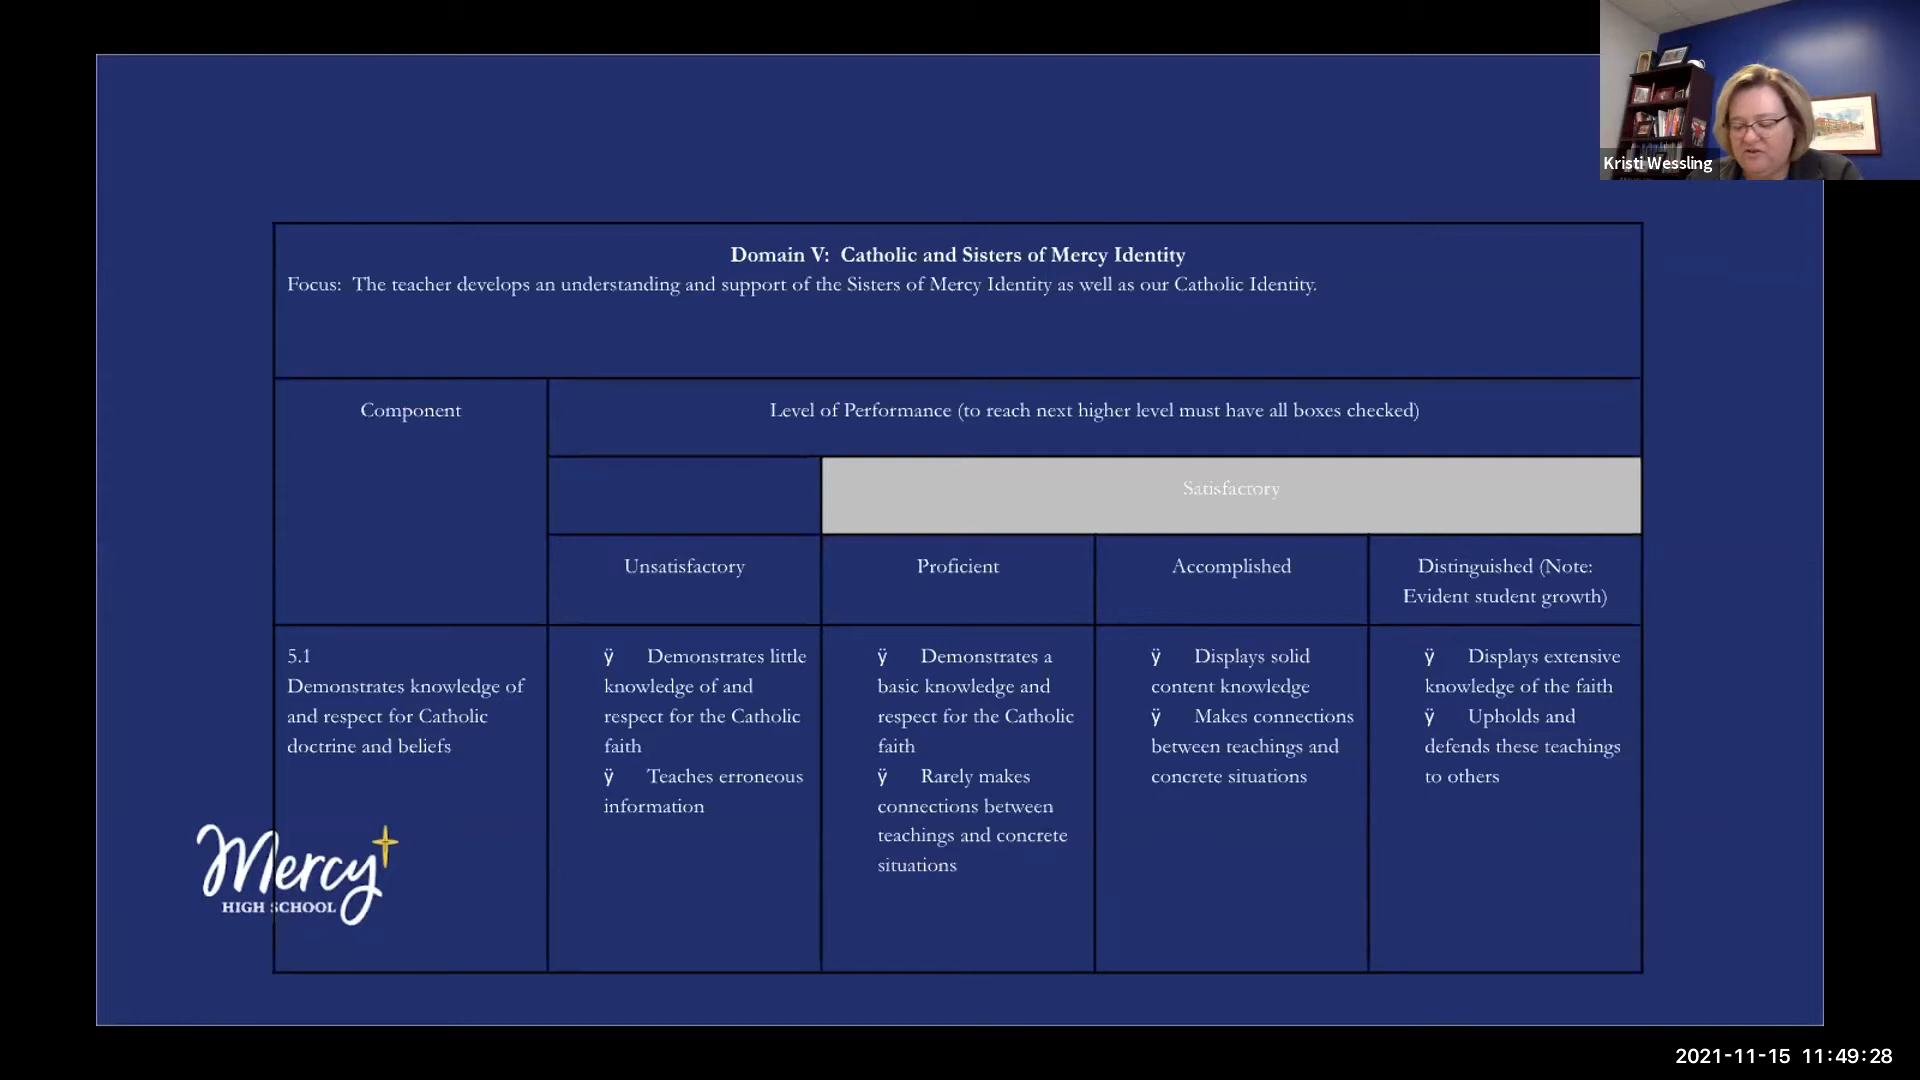 Kristi Wessling
Domain V:  Catholic and Sisters of Mercy Identity
Focus:  The teacher develops an understanding and support of the Sisters of Mercy Identity as well as our Catholic Identity.
Component
Level of Performance (to reach next higher level must have all boxes checked)
Satisfactory
Unsatisfactory
Proficient
Accomplished
Distinguished (Note:
Evident student growth)
5.1
Demonstrates knowledge of
and respect for Catholic
doctrine and beliefs
ÿ Demonstrates little
knowledge of and
respect for the Catholic
faith
ÿ Teaches erroneous
information
ÿ Demonstrates a
basic knowledge and
respect for the Catholic
faith
ÿ Rarely makes
connections between
teachings and concrete
situations
ÿ Displays solid
content knowledge
ÿ Makes connections
between teachings and
concrete situations
ÿ Displays extensive
knowledge of the faith
ÿ Upholds and
defends these teachings
to others
Mercy
HIGH SCHOOL
2021-11-15 11:49:28